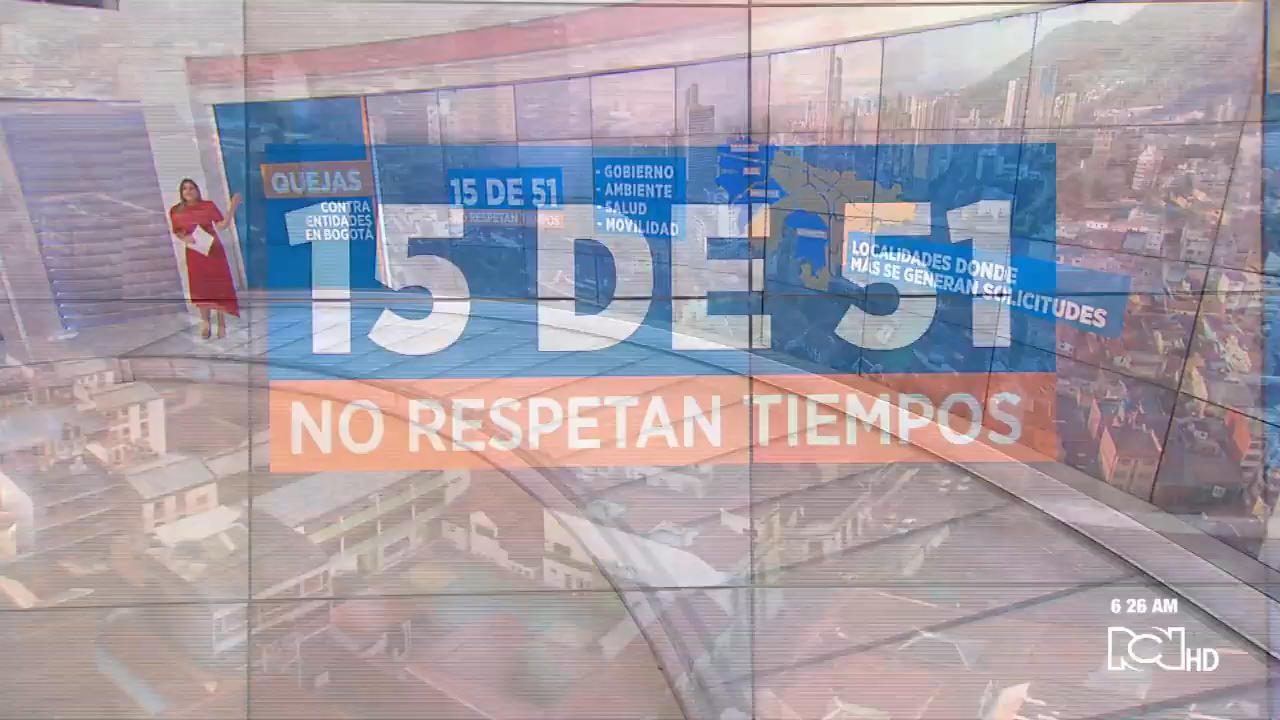 QUEJAS
CONTRA
ENTIDADES
EN BOGOTÁ
15 DE 51
NO RESPETAN TIEMPOS
- GOBIERNO
- AMBIENTE
- SALUD
- MOVILIDAD
LOCALIDADES DONDE
MÁS SE GENERAN SOLICITUDES
15 DE 51
NO RESPETAN TIEMPOS
6 26 AM
RCN HD